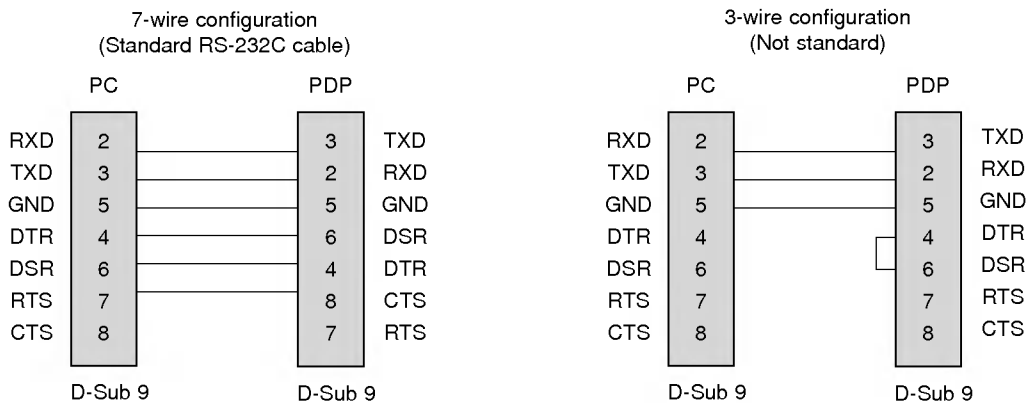 7-wire configuration
(Standard RS-232C cable)
PC PDP
RXD 2 3 TXD
TXD 3 2 RXD
GND 5 5 GND
DTR 4 6 DSR
DSR 6 4 DTR
RTS 7 8 CTS
CTS 8 7 RTS
D-Sub 9 D-Sub 9
3-wire configuration
(Not standard)
PC PDP
RXD 2 3 TXD
TXD 3 2 RXD
GND 5 5 GND
DTR 4 4 DTR
DSR 6 6 DSR
RTS 7 7 RTS
CTS 8 8 CTS
D-Sub 9 D-Sub 9